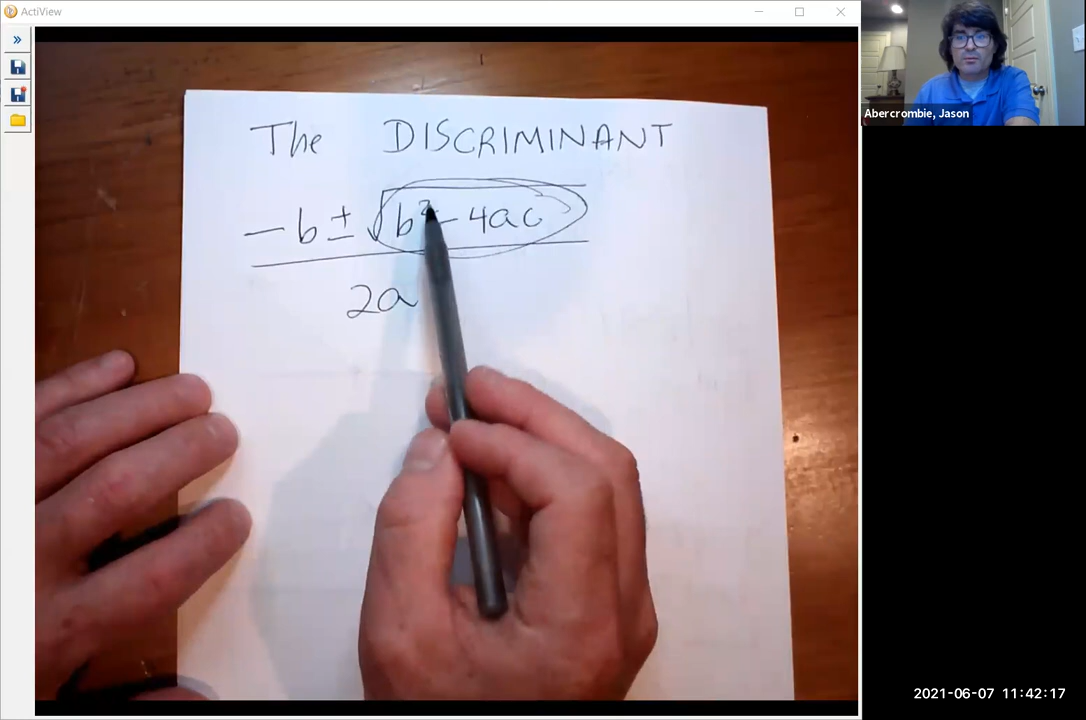 ActiView
Abercrombie, Jason
The DISCRIMINANT
-b ± √b²-4ac
2a
2021-06-07 11:42:17